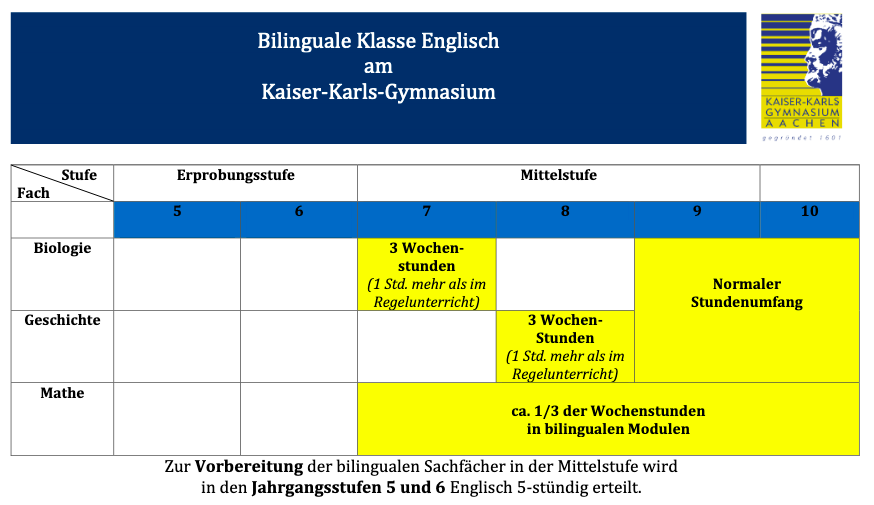 Bilinguale Klasse Englisch
am
Kaiser-Karls-Gymnasium
KAISER-KARLS
GYMNASIUM
AACHEN
gegründet 1601
Stufe
Fach
Erprobungsstufe
Mittelstufe
5
6
7
8
9
10
Biologie
3 Wochen-
stunden
(1 Std. mehr als im
Regelunterricht)
Normaler
Stundenumfang
Geschichte
3 Wochen-
Stunden
(1 Std. mehr als im
Regelunterricht)
Mathe
ca. 1/3 der Wochenstunden
in bilingualen Modulen
Zur Vorbereitung der bilingualen Sachfächer in der Mittelstufe wird
in den Jahrgangsstufen 5 und 6 Englisch 5-stündig erteilt.